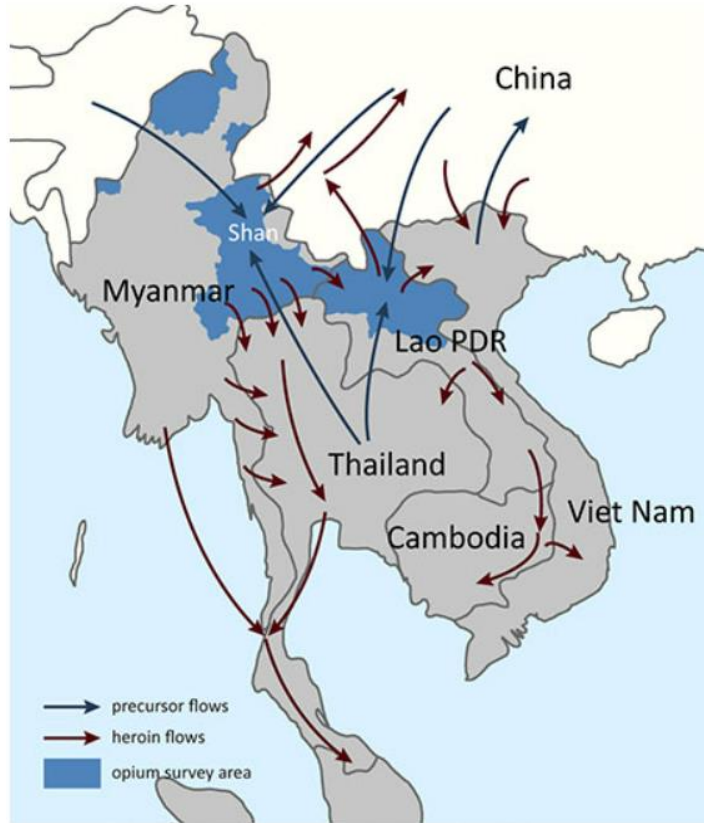 China
Shan
Myanmar
Lao PDR
Thailand
Viet Nam
Cambodia
precursor flows
heroin flows
opium survey area